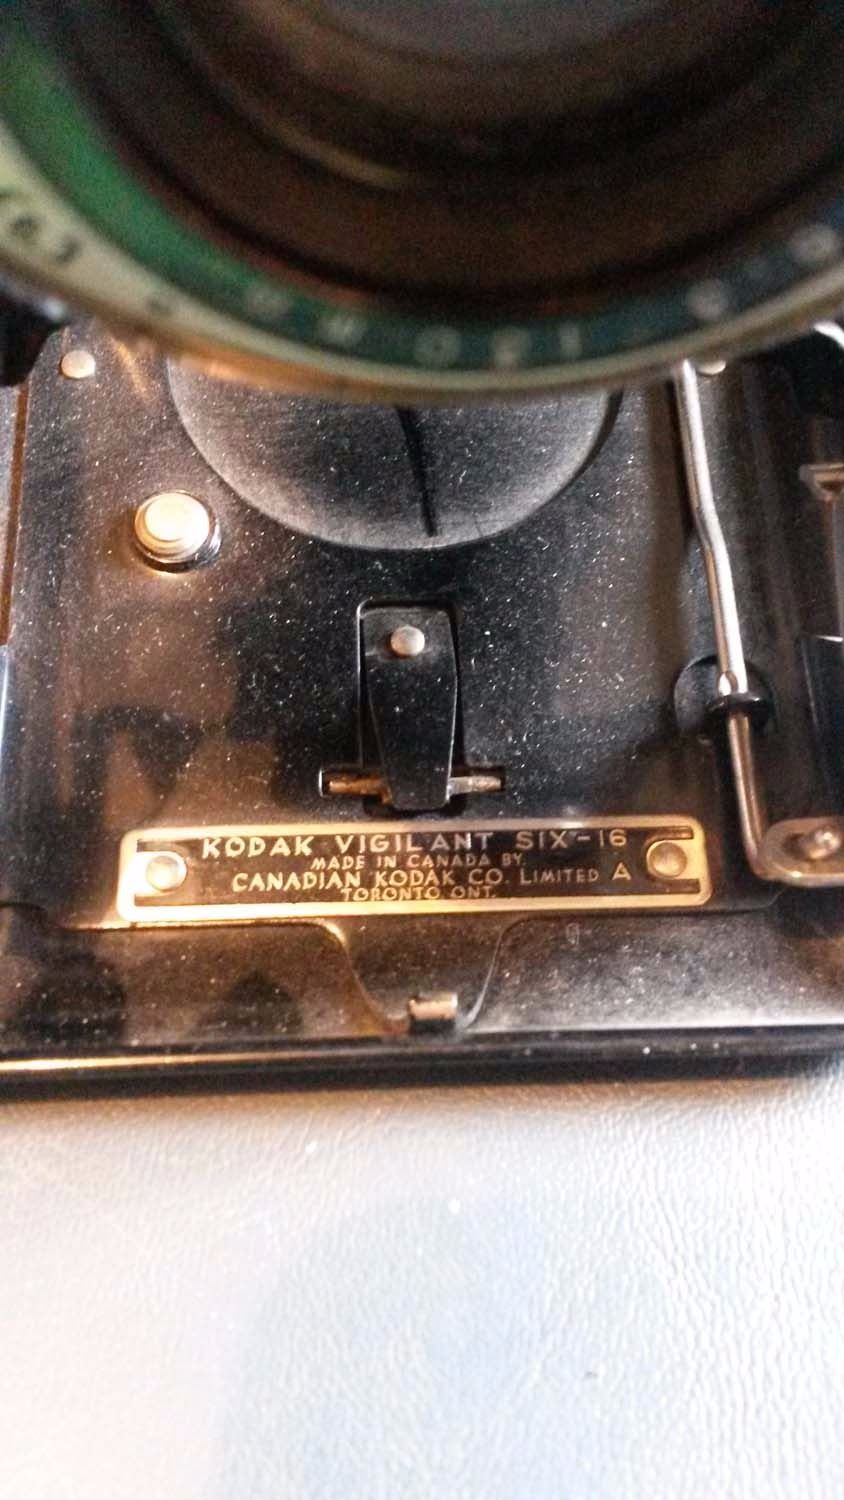 KODAK VIGILANT SIX-16
MADE IN CANADA BY
CANADIAN KODAK CO. LIMITED A
TORONTO ONT.